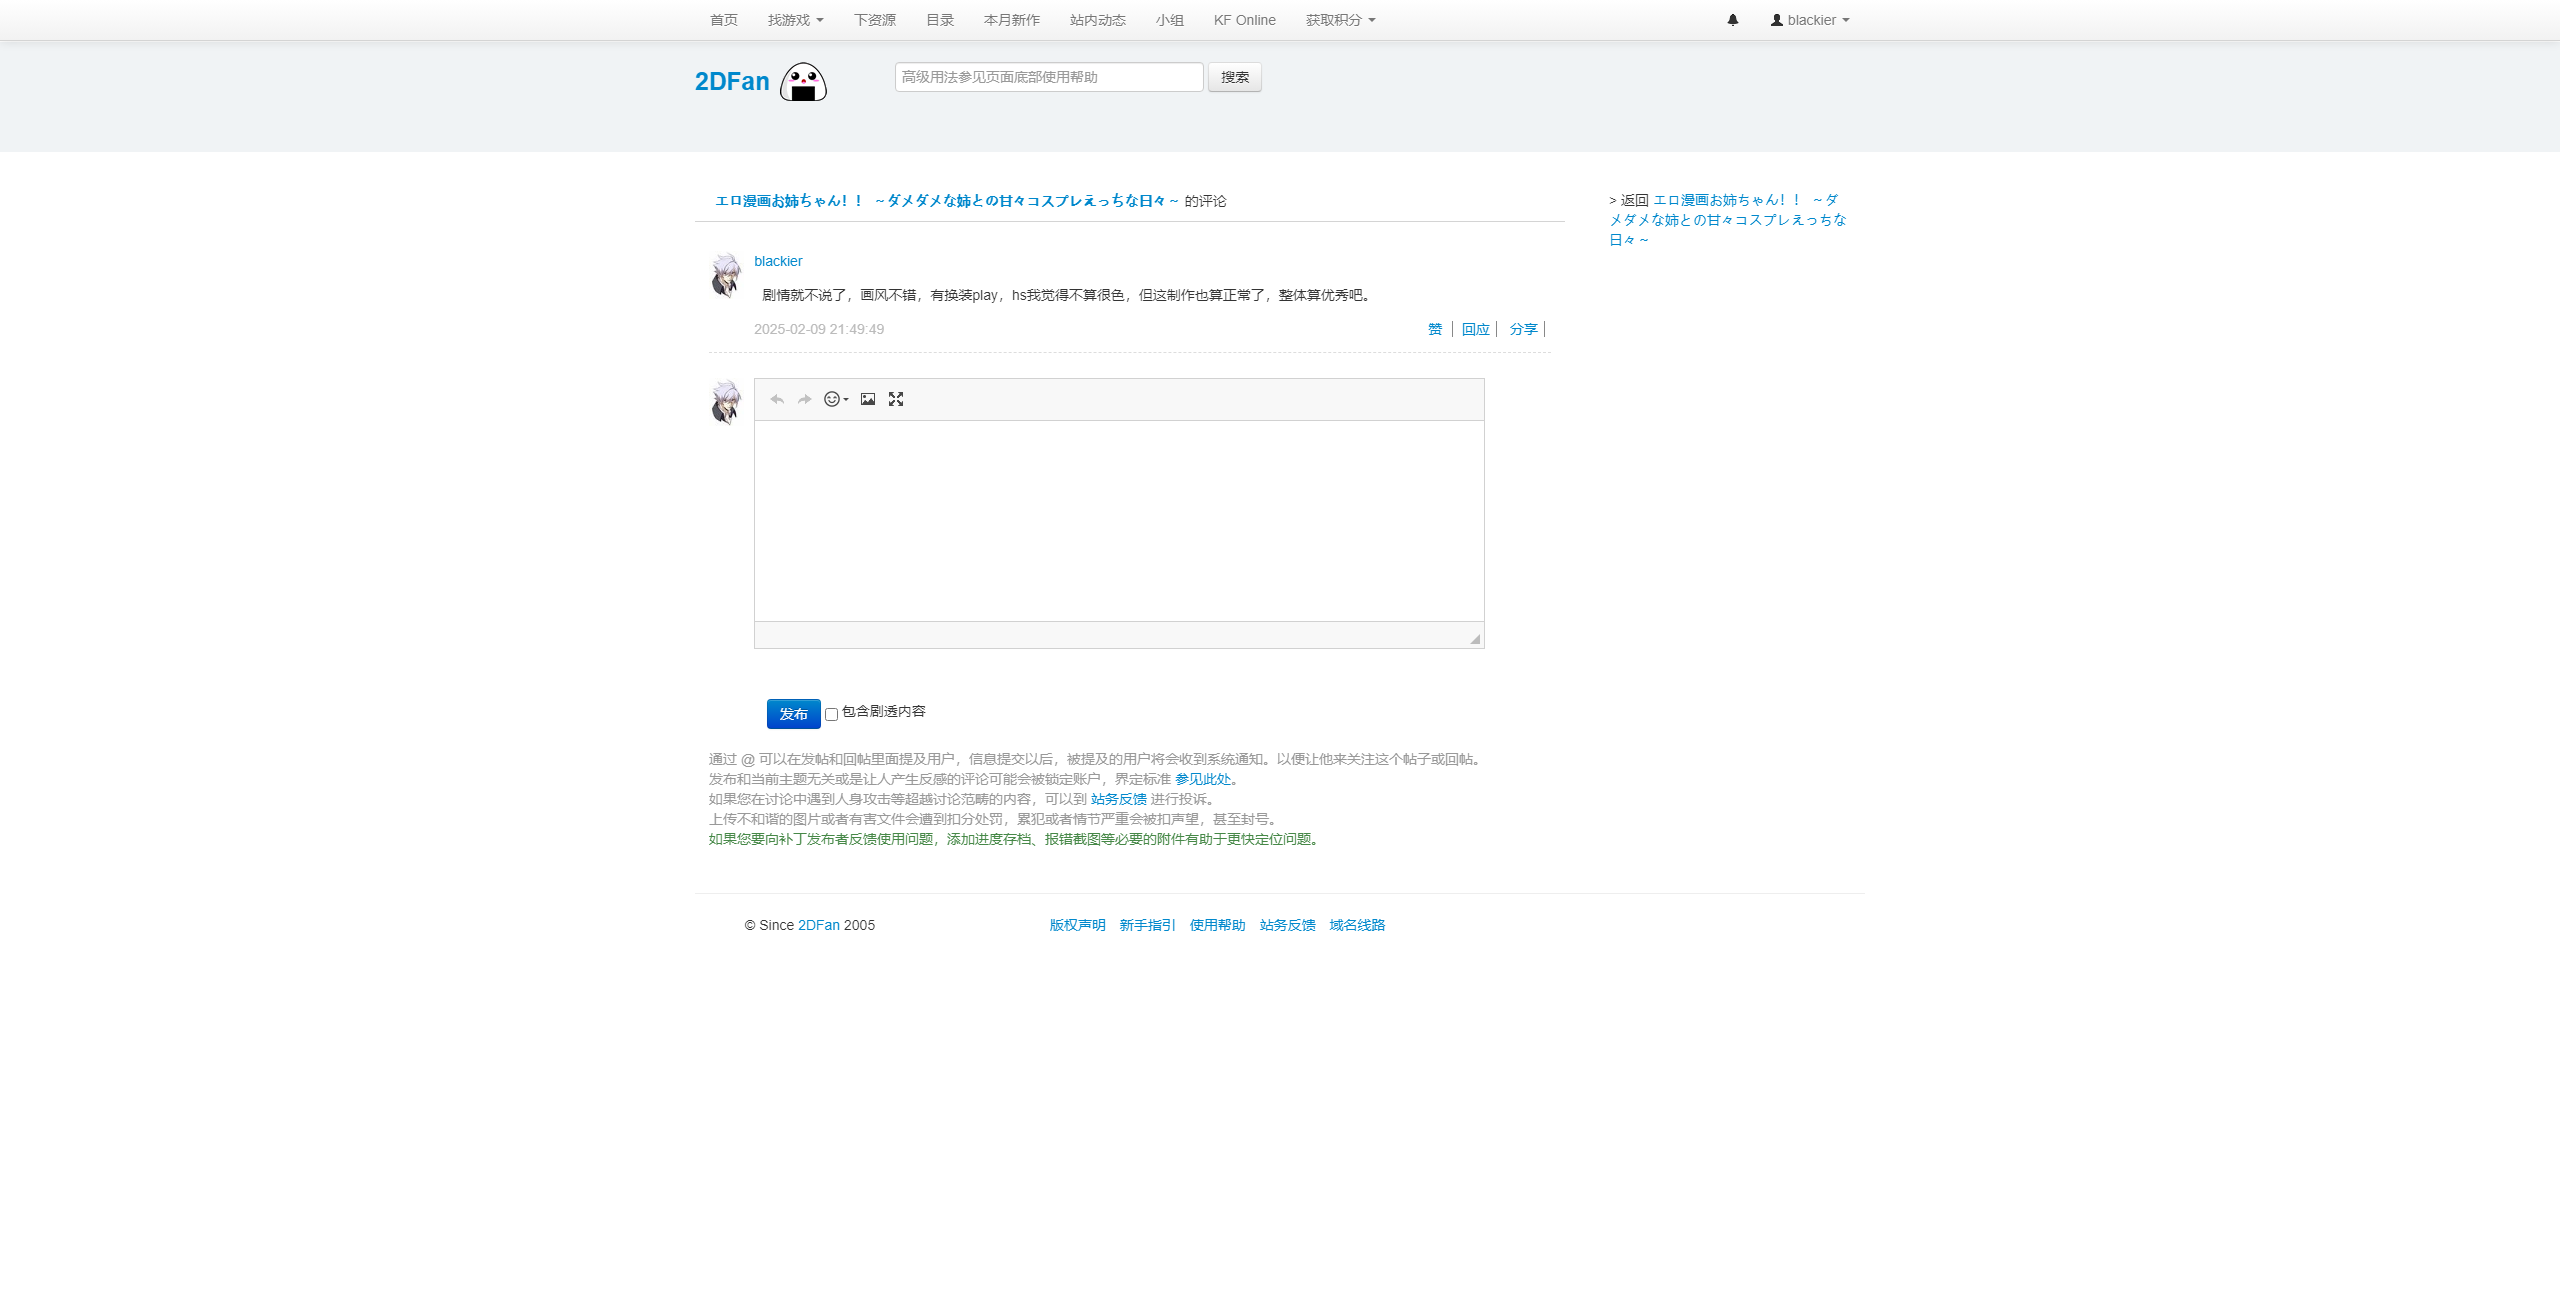 首页 找游戏 下资源 目录 本月新作 站内动态 小组 KF Online 获取积分 blackier
2DFan 高级用法参见页面底部使用帮助 搜索
エロ漫画お姉ちゃん！！ ～ダメダメな姉との甘々コスプレえっちな日々～ 的评论
> 返回 エロ漫画お姉ちゃん！！ ～ダ
メダメな姉との甘々コスプレえっちな
日々～
blackier
剧情就不说了，画风不错，有换装play，hs我觉得不算很色，但这制作也算正常了，整体算优秀吧。
2025-02-09 21:49:49 赞 回应 分享
发布 包含剧透内容
通过 @ 可以在发帖和回帖里面提及用户，信息提交以后，被提及的用户将会收到系统通知。以便让他来关注这个帖子或回帖。
发布和当前主题无关或是让人产生反感的评论可能会被锁定账户，界定标准 参见此处。
如果您在讨论中遇到人身攻击等超越讨论范畴的内容，可以到 站务反馈 进行投诉。
上传不和谐的图片或者有害文件会遭到扣分处罚，累犯或者情节严重会被扣声望，甚至封号。
如果您要向补丁发布者反馈使用问题，添加进度存档、报错截图等必要的附件有助于更快定位问题。
© Since 2DFan 2005 版权声明 新手指引 使用帮助 站务反馈 域名线路